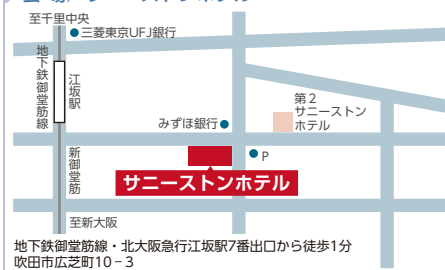 至千里中央
三菱東京UFJ銀行
地下鉄御堂筋線
江坂駅
第2
サニーストン
ホテル
みずほ銀行
P
新御堂筋
サニーストンホテル
至新大阪
地下鉄御堂筋線・北大阪急行江坂駅7番出口から徒歩1分
吹田市広芝町10−3